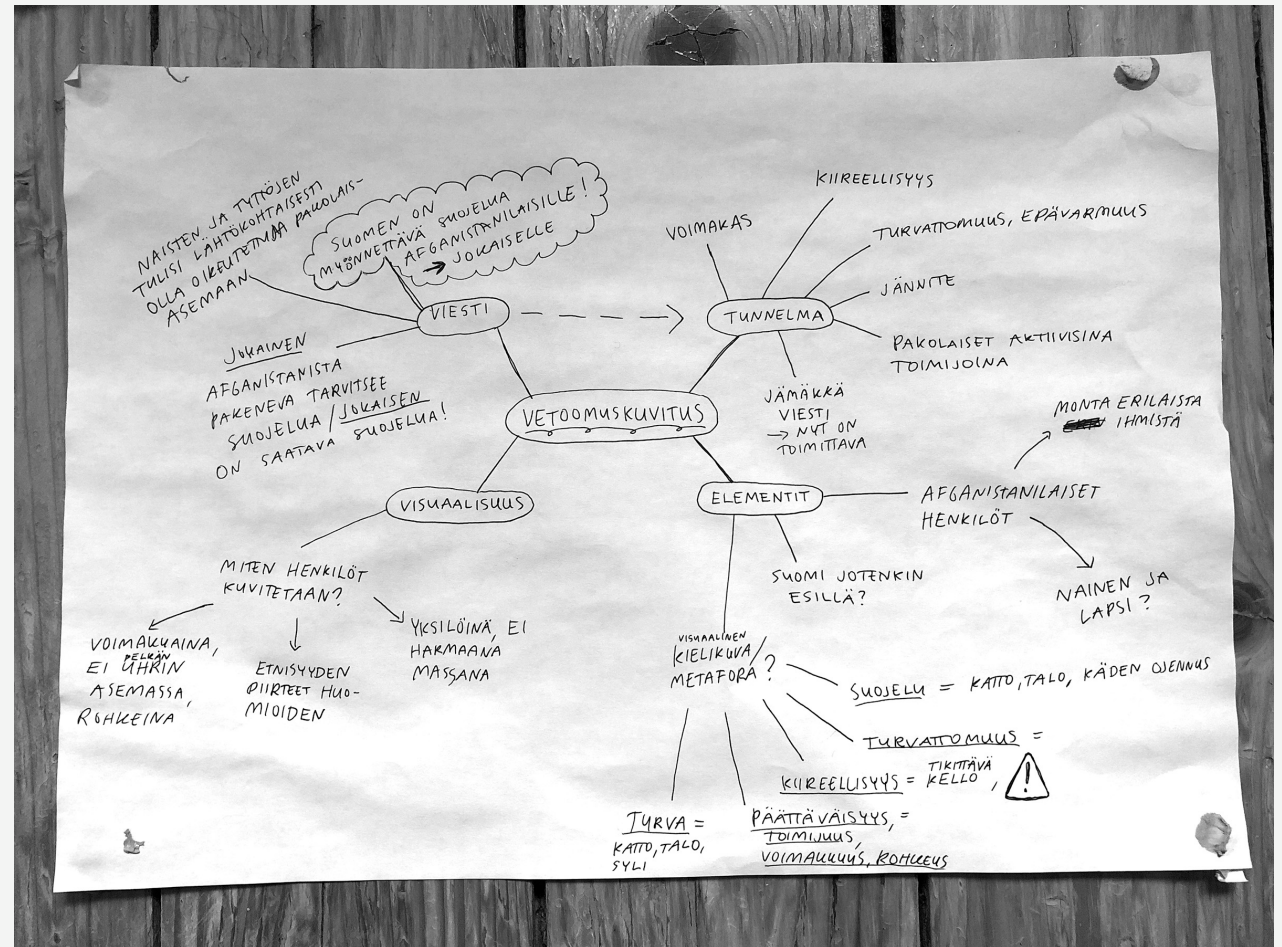 NAISTEN JA TYTTÖJEN
TULISI LÄHTÖKOHTAISESTI
OLLA OIKEUTETTUJA PAKOLAIS-
ASEMAAN
SUOMEN ON
MYÖNNETTÄVÄ SUOJELUA
AFGANISTANILAISILLE!
→ JOKAISELLE
VIESTI
JOKAINEN
AFGANISTANISTA
PAKENEVA TARVITSEE
SUOJELUA / JOKAISEN
ON SAATAVA SUOJELUA!
TUNNELMA
VOIMAKAS
KIIREELLISYYS
TURVATTOMUUS, EPÄVARMUUS
JÄNNITE
PAKOLAISET AKTIIVISINA
TOIMIJOINA
JÄMÄKKÄ
VIESTI
→ NYT ON
TOIMITTAVA
VETOOMUSKUVITUS
VISUAALISUUS
MITEN HENKILÖT
KUVITETAAN?
VOIMAKKAINA,
EI PELKÄN UHRIN
ASEMASSA,
ROHKEINA
ETNISYYDEN
PIIRTEET HUO-
MIOIDEN
YKSILÖINÄ, EI
HARMAANA
MASSANA
ELEMENTIT
AFGANISTANILAISET
HENKILÖT
MONTA ERILAISTA
IHMISTÄ
NAINEN JA
LAPSI?
SUOMI JOTENKIN
ESILLÄ?
VISUAALINEN
KIELIKUVA/
METAFORA?
SUOJELU = KATTO, TALO, KÄDEN OJENNUS
TURVATTOMUUS =
KIIREELLISYYS = TIKITTÄVÄ
KELLO, !
PÄÄTTÄVÄISYYS, =
TOIMIJUUS,
VOIMAKKUUS, ROHKEUS
TURVA =
KATTO, TALO,
SYLI